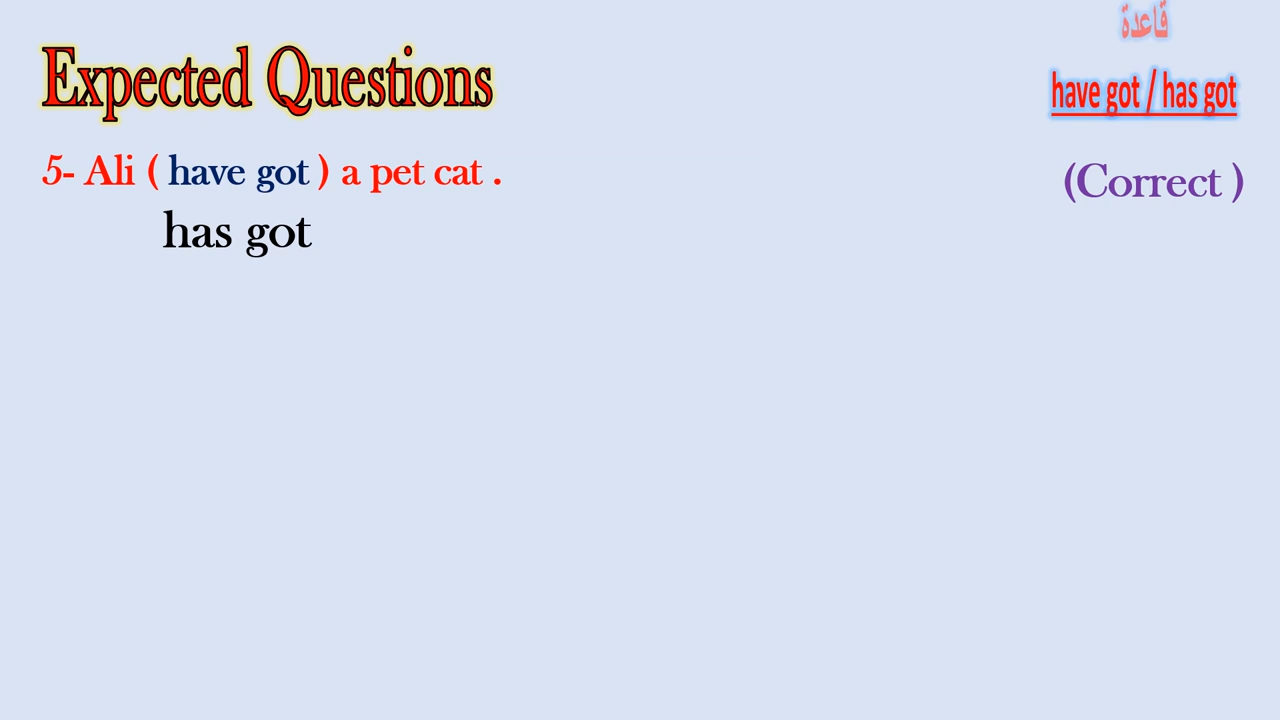 قاعدة
Expected Questions
have got / has got
5- Ali ( have got ) a pet cat .
(Correct )
has got